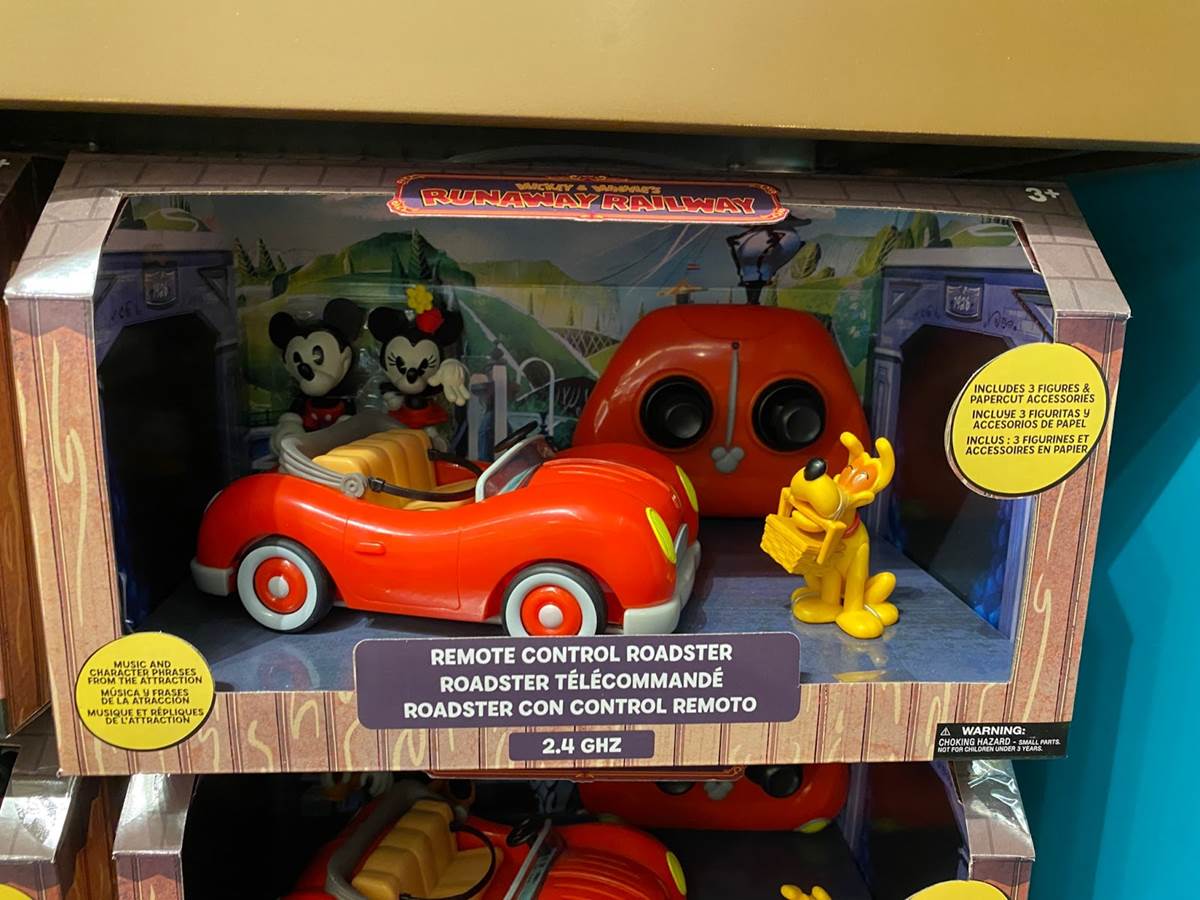 MICKEY & MINNIE'S
RUNAWAY RAILWAY
3+
1928
INCLUDES 3 FIGURES &
PAPERCUT ACCESSORIES
INCLUYE 3 FIGURITAS Y
ACCESORIOS DE PAPEL
INCLUS : 3 FIGURINES ET
ACCESSOIRES EN PAPIER
MUSIC AND
CHARACTER PHRASES
FROM THE ATTRACTION
MÚSICA Y FRASES
DE LA ATRACCIÓN
MUSIQUE ET RÉPLIQUES
DE L'ATTRACTION
REMOTE CONTROL ROADSTER
ROADSTER TÉLÉCOMMANDÉ
ROADSTER CON CONTROL REMOTO
2.4 GHZ
WARNING:
CHOKING HAZARD - SMALL PARTS.
NOT FOR CHILDREN UNDER 3 YEARS.